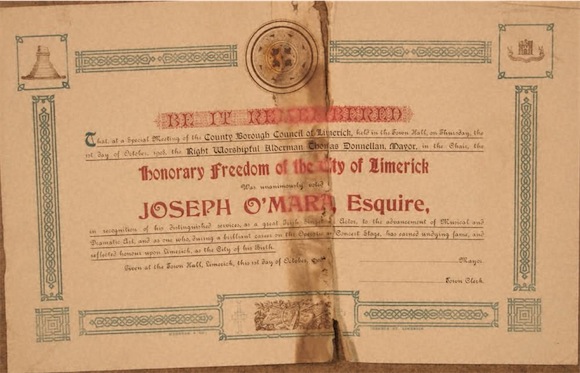 BE IT REMEMBERED
That, at a Special Meeting of the County Borough Council of Limerick, held in the Town Hall, on Thursday, the
1st. day of October, 1908, the Right Worshipful Alderman Thomas Donnellan, Mayor, in the Chair, the
Honorary Freedom of the City of Limerick
Was unanimously voted
JOSEPH O'MARA Esquire,
in recognition of his distinguished services, as a great Irish and Actor, to the advancement of Musical and
Dramatic Art, and as one who, during a brilliant career on the Operatic Concert Stage, has earned undying fame, and
reflected honour upon Limerick, as the City of his Birth.
Given at the Town Hall, Limerick, this 1st day of October,
Mayor
Town Clerk